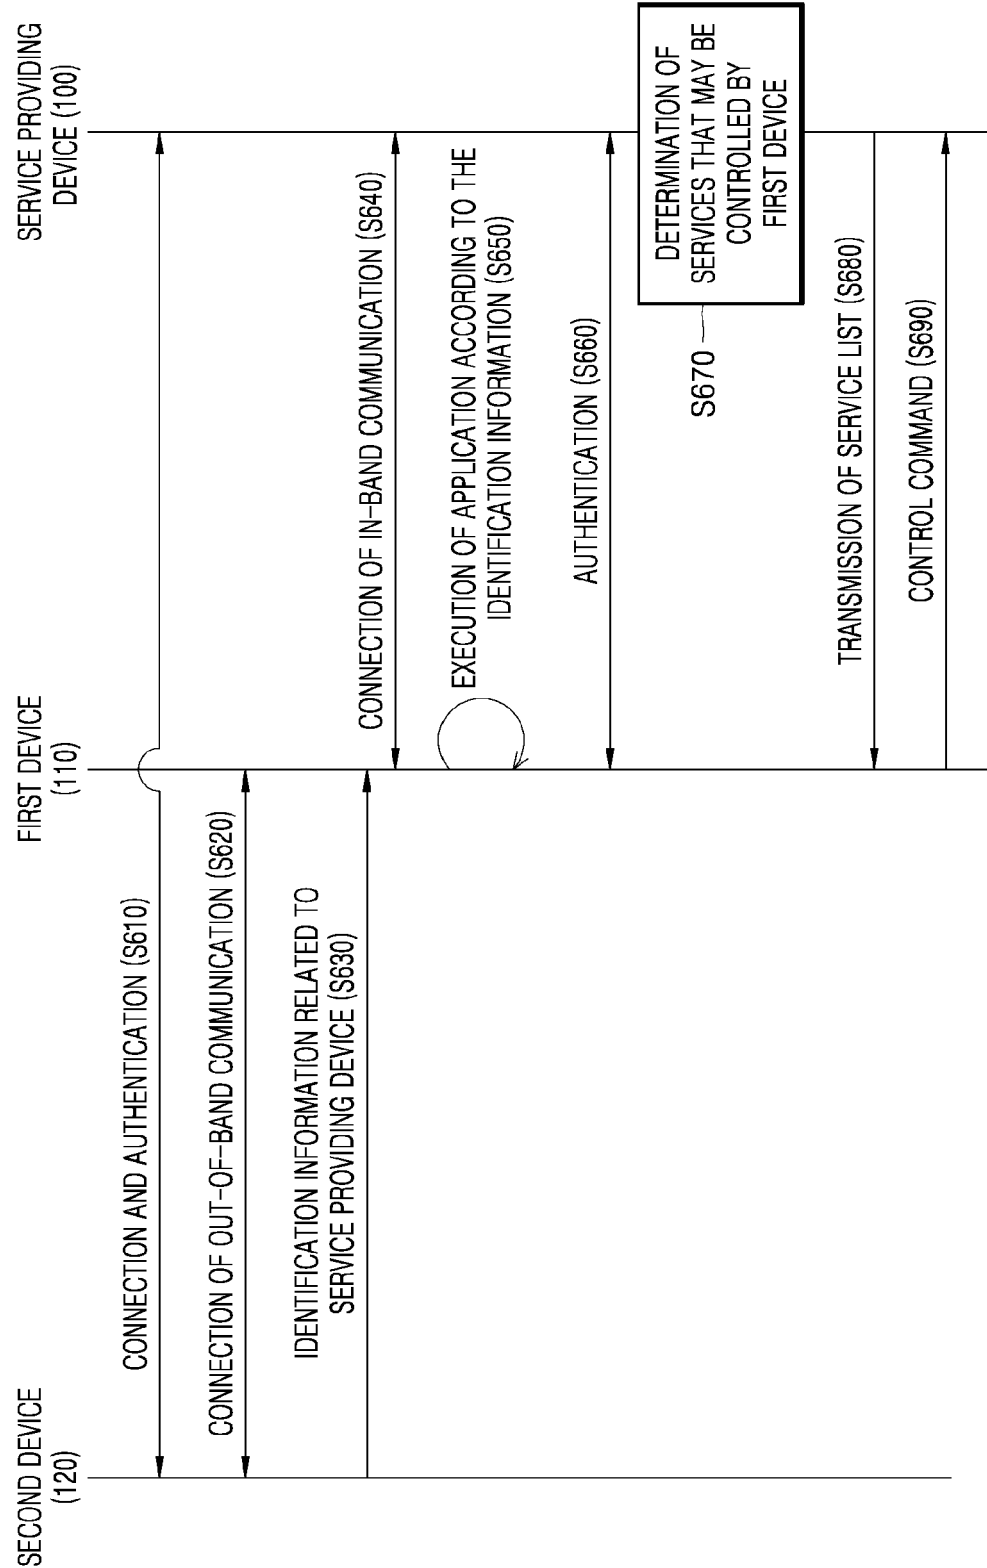 SECOND DEVICE
(120)
FIRST DEVICE
(110)
SERVICE PROVIDING
DEVICE (100)
CONNECTION AND AUTHENTICATION (S610)
CONNECTION OF OUT-OF-BAND COMMUNICATION (S620)
IDENTIFICATION INFORMATION RELATED TO
SERVICE PROVIDING DEVICE (S630)
CONNECTION OF IN-BAND COMMUNICATION (S640)
EXECUTION OF APPLICATION ACCORDING TO THE
IDENTIFICATION INFORMATION (S650)
AUTHENTICATION (S660)
S670
DETERMINATION OF
SERVICES THAT MAY BE
CONTROLLED BY
FIRST DEVICE
TRANSMISSION OF SERVICE LIST (S680)
CONTROL COMMAND (S690)